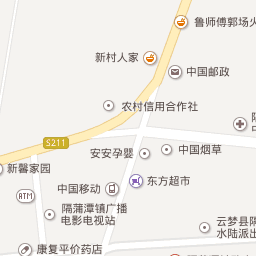 鲁师傅郭场火
新村人家
中国邮政
农村信用合作社
S211
中国烟草
安安孕婴
新馨家园
东方超市
中国移动
ATM
隔蒲潭镇广播
电影电视站
云梦县隔
水陆派出
康复平价药店